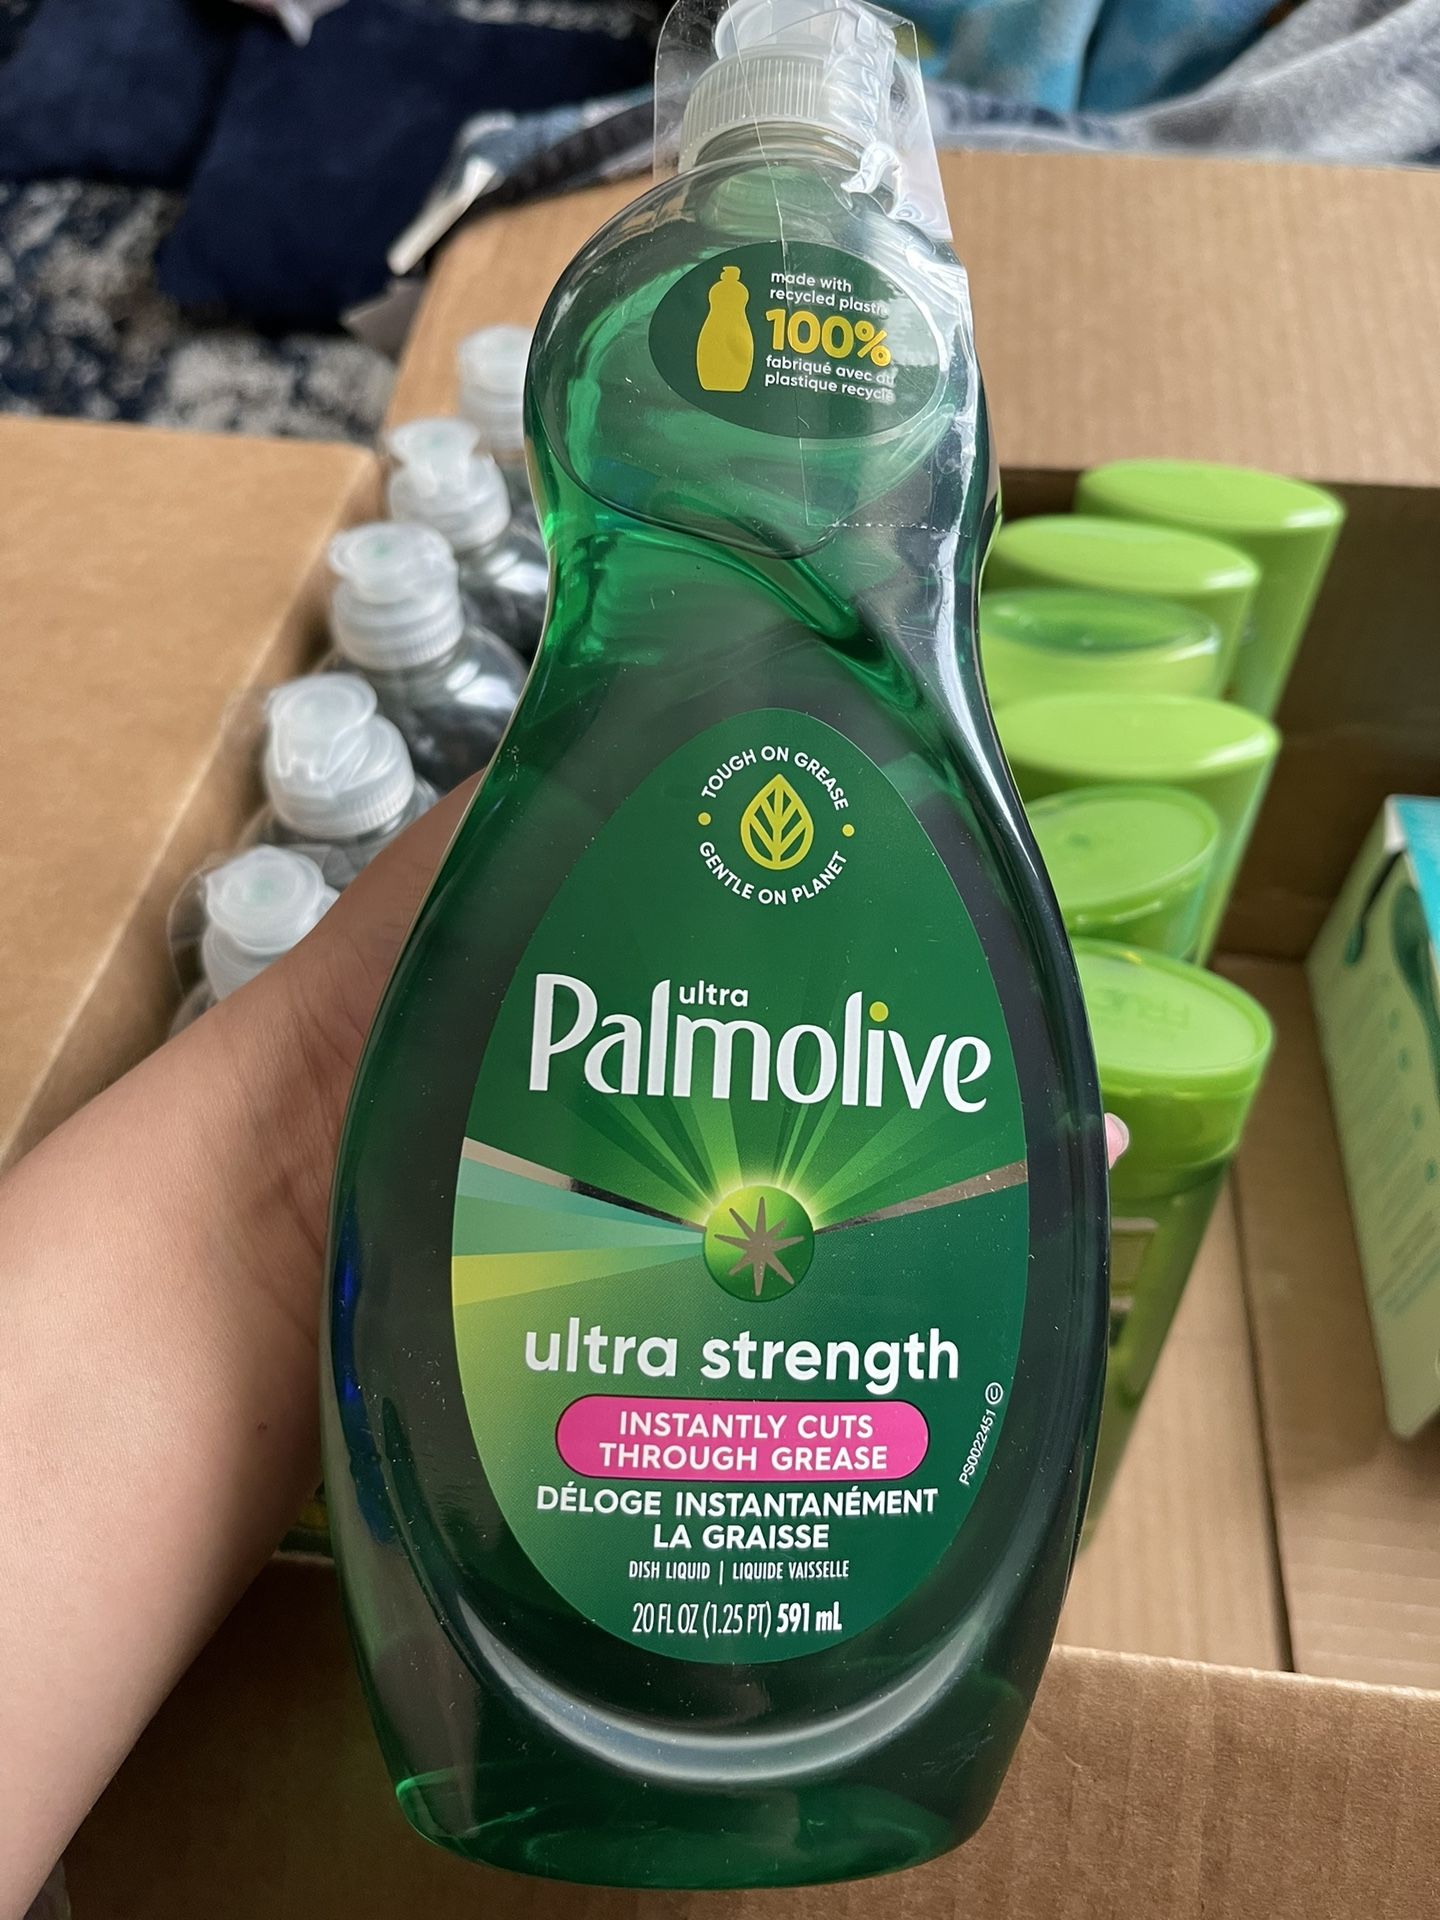 made with
recycled plastic
100%
fabriqué avec du
plastique recyclé
TOUGH ON GREASE
GENTLE ON PLANET
ultra
Palmolive
ultra strength
INSTANTLY CUTS
THROUGH GREASE
DÉLOGE INSTANTANÉMENT
LA GRAISSE
DISH LIQUID | LIQUIDE VAISSELLE
20 FL OZ (1.25 PT) 591 mL
PS0022451 Ⓤ